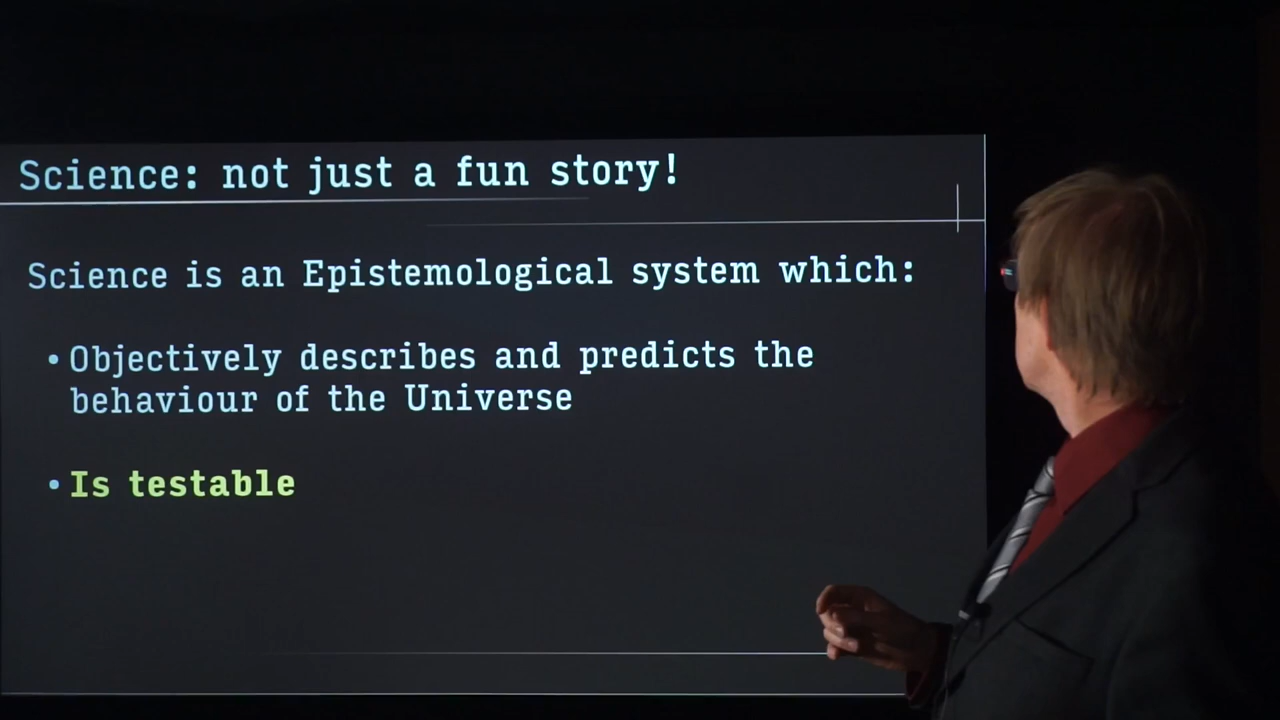 Science: not just a fun story!
Science is an Epistemological system which:
• Objectively describes and predicts the
behaviour of the Universe
• Is testable